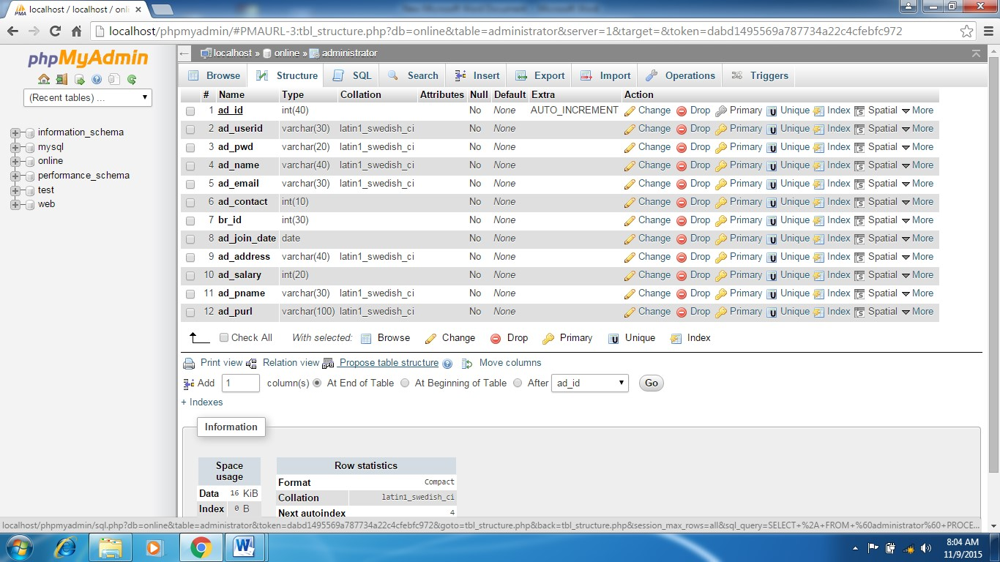 localhost / localhost / onli
localhost/phpmyadmin/#PMAURL-3:tbl_structure.php?db=online&table=administrator&server=1&target=&token=dabd1495569a787734a22c4cfebfc972
phpMyAdmin
(Recent tables) ...
information_schema
mysql
online
performance_schema
test
web
localhost » online » administrator
Browse Structure SQL Search Insert Export Import Operations Triggers
# Name Type Collation Attributes Null Default Extra Action
1 ad_id int(40) No None AUTO_INCREMENT Change Drop Primary Unique Index Spatial More
2 ad_userid varchar(30) latin1_swedish_ci No None Change Drop Primary Unique Index Spatial More
3 ad_pwd varchar(20) latin1_swedish_ci No None Change Drop Primary Unique Index Spatial More
4 ad_name varchar(40) latin1_swedish_ci No None Change Drop Primary Unique Index Spatial More
5 ad_email varchar(30) latin1_swedish_ci No None Change Drop Primary Unique Index Spatial More
6 ad_contact int(10) No None Change Drop Primary Unique Index Spatial More
7 br_id int(30) No None Change Drop Primary Unique Index Spatial More
8 ad_join_date date No None Change Drop Primary Unique Index Spatial More
9 ad_address varchar(40) latin1_swedish_ci No None Change Drop Primary Unique Index Spatial More
10 ad_salary int(20) No None Change Drop Primary Unique Index Spatial More
11 ad_pname varchar(30) latin1_swedish_ci No None Change Drop Primary Unique Index Spatial More
12 ad_purl varchar(100) latin1_swedish_ci No None Change Drop Primary Unique Index Spatial More
Check All With selected: Browse Change Drop Primary Unique Index
Print view Relation view Propose table structure Move columns
Add 1 column(s) At End of Table At Beginning of Table After ad_id Go
+ Indexes
Information
Space usage
Data 16 KiB
Index 0 B
Row statistics
Format Compact
Collation latin1_swedish_ci
Next autoindex 4
localhost/phpmyadmin/sql.php?db=online&table=administrator&token=dabd1495569a787734a22c4cfebfc972&goto=tbl_structure.php&back=tbl_structure.php&session_max_rows=all&sql_query=SELECT+%2A+FROM+%60administrator%60+PROCE...
8:04 AM
11/9/2015